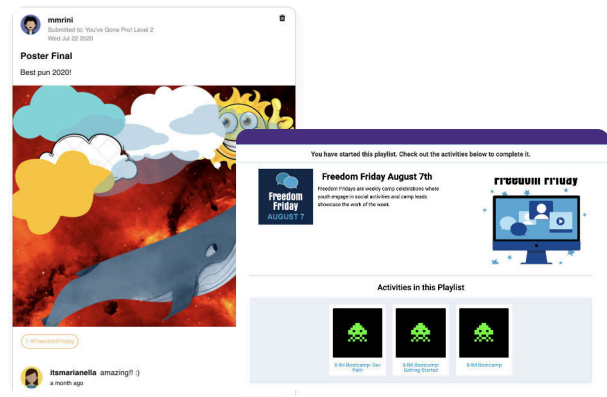 mmrini
Submitted to: You've Gone Pro! Level 2
Wed Jul 22 2020
Poster Final
Best pun 2020!
1 #FreedomFriday
itsmarianella amazing!! :)
a month ago
You have started this playlist. Check out the activities below to complete it.
Freedom
Friday
AUGUST 7
Freedom Friday August 7th
Freedom Fridays are weekly camp celebrations where
youth engage in social activities and camp leads
showcase the work of the week.
Freedom Friday
Activities in this Playlist
8-Bit Bootcamp: Dev
Path
8-Bit Bootcamp:
Getting Started
8-Bit Bootcamp